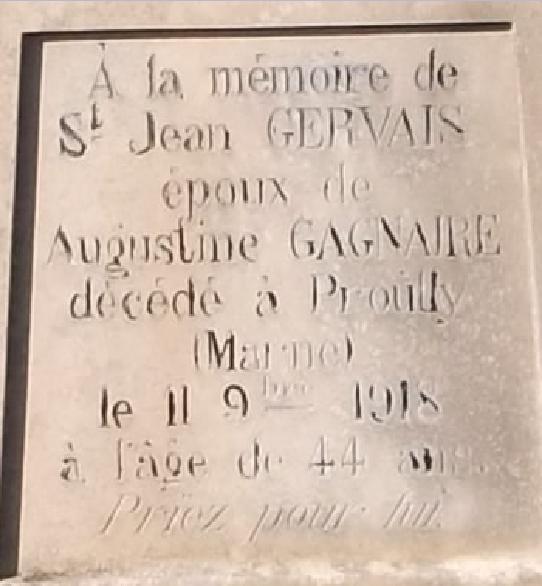 À la mémoire de
St Jean GERVAIS
époux de
Augustine GAGNAIRE
décédé à Prouilly
(Marne)
le 11 9bre 1918
à l'âge de 44 ans.
Priez pour lui.